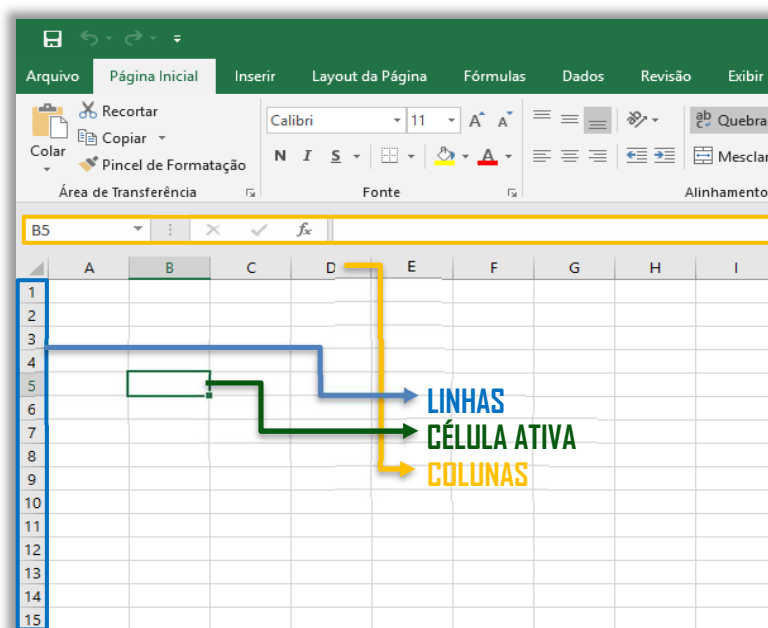 Arquivo Página Inicial Inserir Layout da Página Fórmulas Dados Revisão Exibir
Colar
Recortar
Copiar
Pincel de Formatação
Área de Transferência
Calibri 11 A A
N I S A
Fonte
ab Quebra
Mesclar
Alinhamento
B5 fx
A B C D E F G H I
1
2
3
4
5
6
7
8
9
10
11
12
13
14
15
LINHAS
CÉLULA ATIVA
COLUNAS